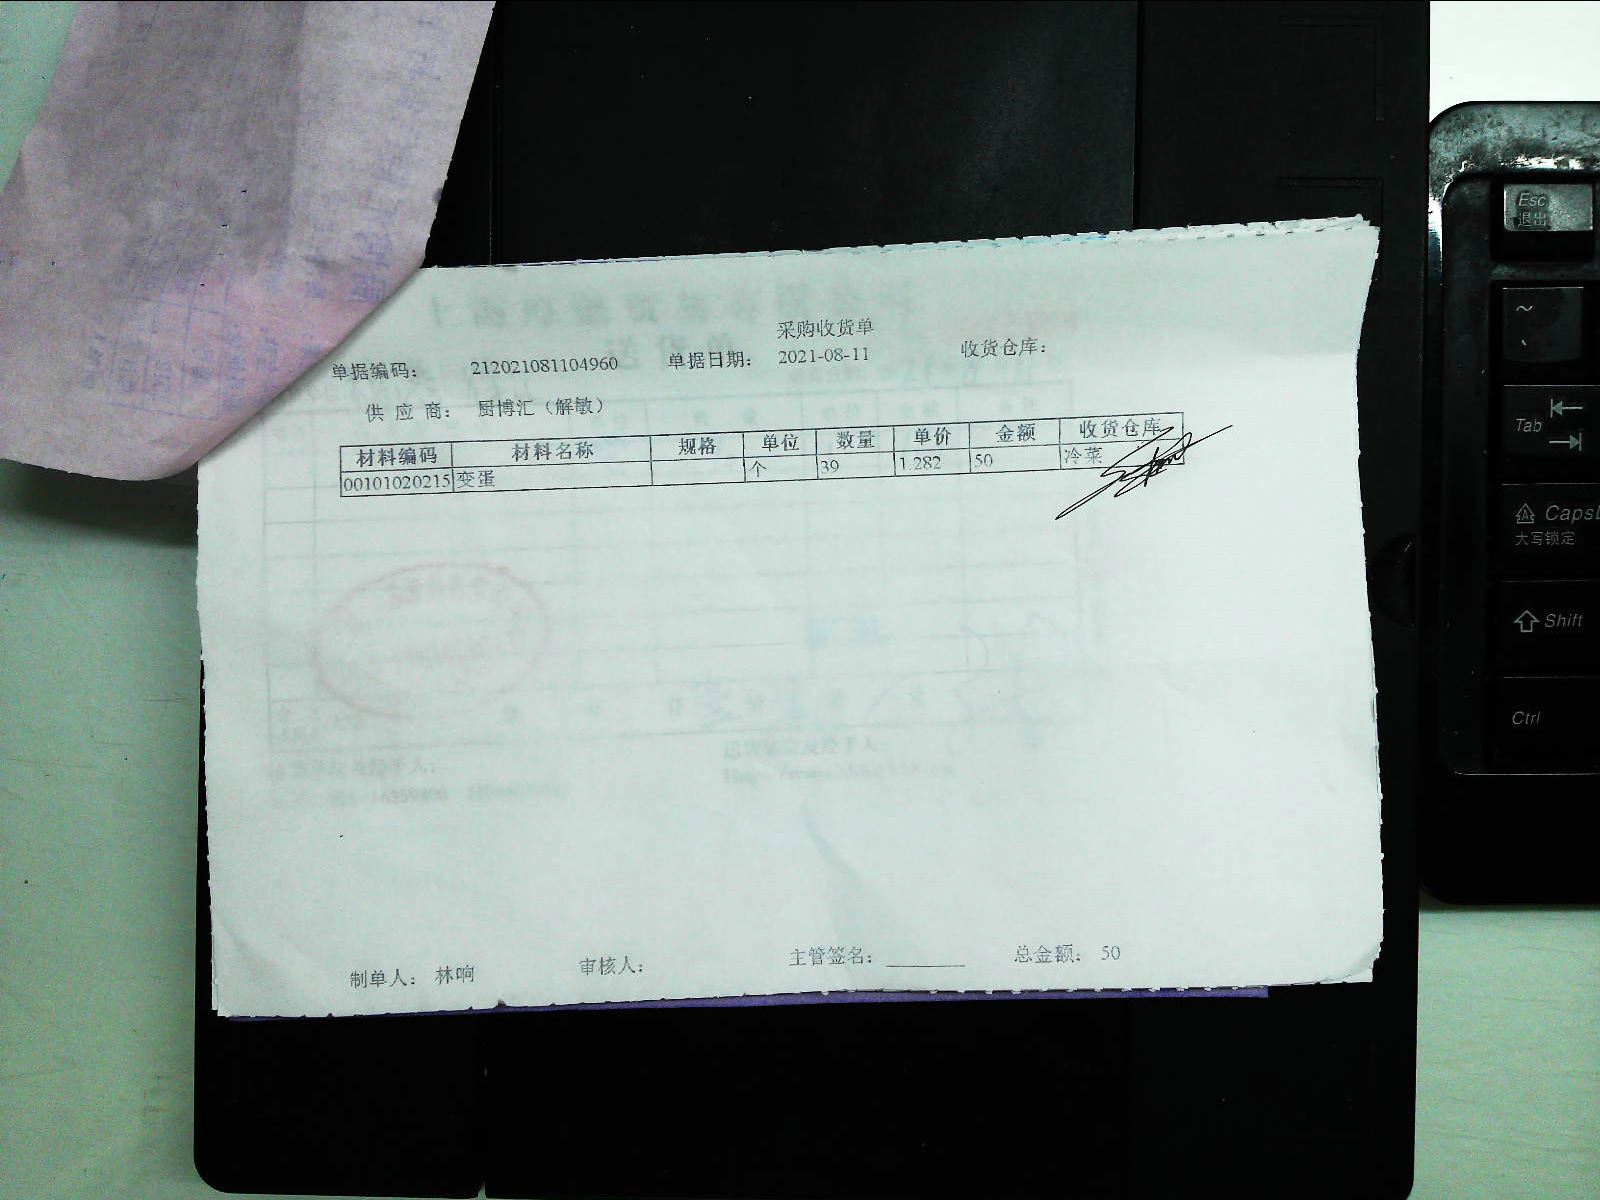 采购收货单
单据编码： 212021081104960 单据日期： 2021-08-11 收货仓库：
供 应 商： 厨博汇（解敏）
材料编码 材料名称 规格 单位 数量 单价 金额 收货仓库
00101020215 变蛋 个 39 1.282 50 冷菜
制单人： 林响 审核人： 主管签名： 总金额： 50
Esc
退出
~
Tab
Caps
大写锁定
Shift
Ctrl